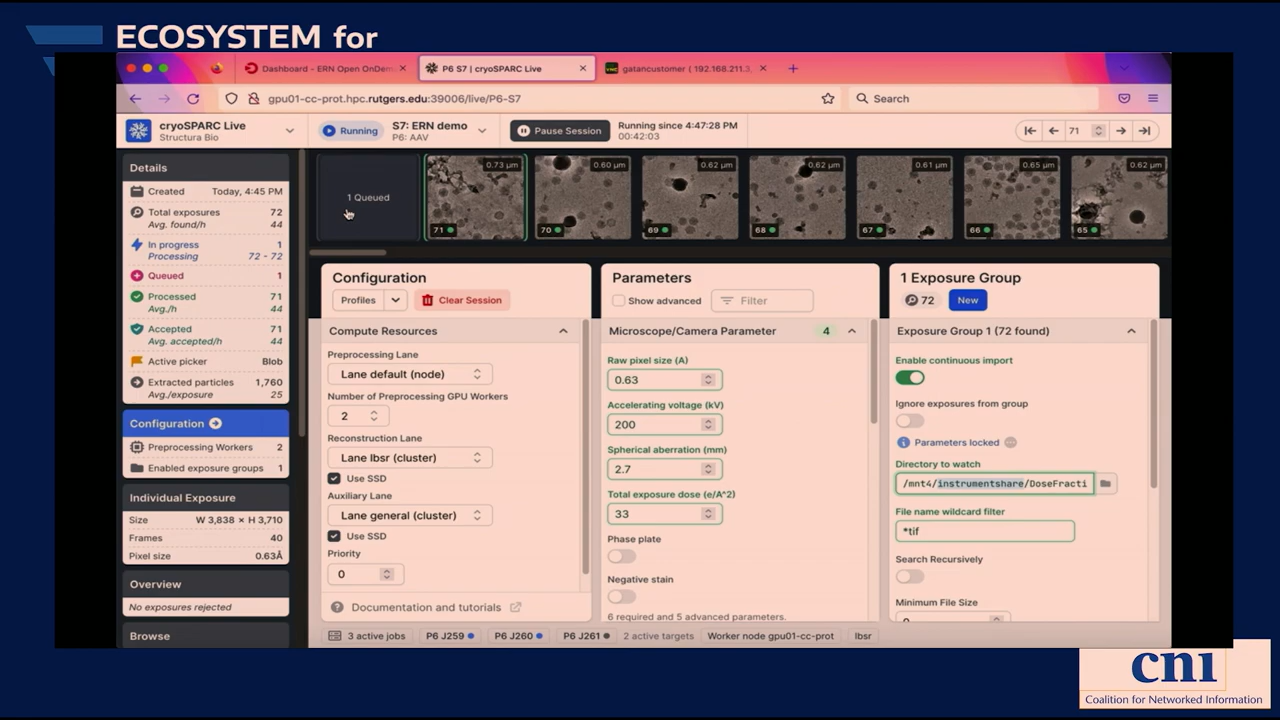 ECOSYSTEM for
Dashboard - ERN Open OnDem
P6 S7 | cryoSPARC Live
gatancustomer ( 192.168.211.3
gpu01-cc-prot.hpc.rutgers.edu:39006/live/P6-S7
Search
cryoSPARC Live
Structura Bio
Running
S7: ERN demo
P6: AAV
Pause Session
Running since 4:47:28 PM
00:42:03
71
Details
Created Today, 4:45 PM
Total exposures 72
Avg. found/h 44
In progress 1
Processing 72 - 72
Queued 1
Processed 71
Avg./h 44
Accepted 71
Avg. accepted/h 44
Active picker Blob
Extracted particles 1,760
Avg./exposure 25
Configuration
Preprocessing Workers 2
Enabled exposure groups 1
Individual Exposure
Size W 3,838 × H 3,710
Frames 40
Pixel size 0.63Å
Overview
No exposures rejected
Browse
1 Queued
0.73 µm
71
0.60 µm
70
0.62 µm
69
0.62 µm
68
0.61 µm
67
0.65 µm
66
0.62 µm
65
Configuration
Profiles
Clear Session
Compute Resources
Preprocessing Lane
Lane default (node)
Number of Preprocessing GPU Workers
2
Reconstruction Lane
Lane lbsr (cluster)
Use SSD
Auxiliary Lane
Lane general (cluster)
Use SSD
Priority
0
Documentation and tutorials
Parameters
Show advanced
Filter
Microscope/Camera Parameter 4
Raw pixel size (A)
0.63
Accelerating voltage (kV)
200
Spherical aberration (mm)
2.7
Total exposure dose (e/A^2)
33
Phase plate
Negative stain
6 required and 5 advanced parameters.
1 Exposure Group
72
New
Exposure Group 1 (72 found)
Enable continuous import
Ignore exposures from group
Parameters locked
Directory to watch
/mnt4/instrumentshare/DoseFracti
File name wildcard filter
*tif
Search Recursively
Minimum File Size
0
3 active jobs
P6 J259
P6 J260
P6 J261
2 active targets
Worker node gpu01-cc-prot
lbsr
cni
Coalition for Networked Information